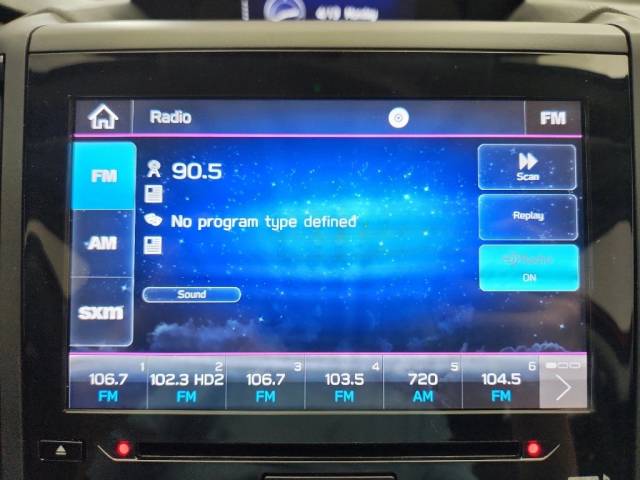 Radio FM
FM 90.5 Scan
Replay
AM No program type defined
ON
sxm Sound
1 2 3 4 5 6
106.7 102.3 HD2 106.7 103.5 720 104.5
FM FM FM FM AM FM